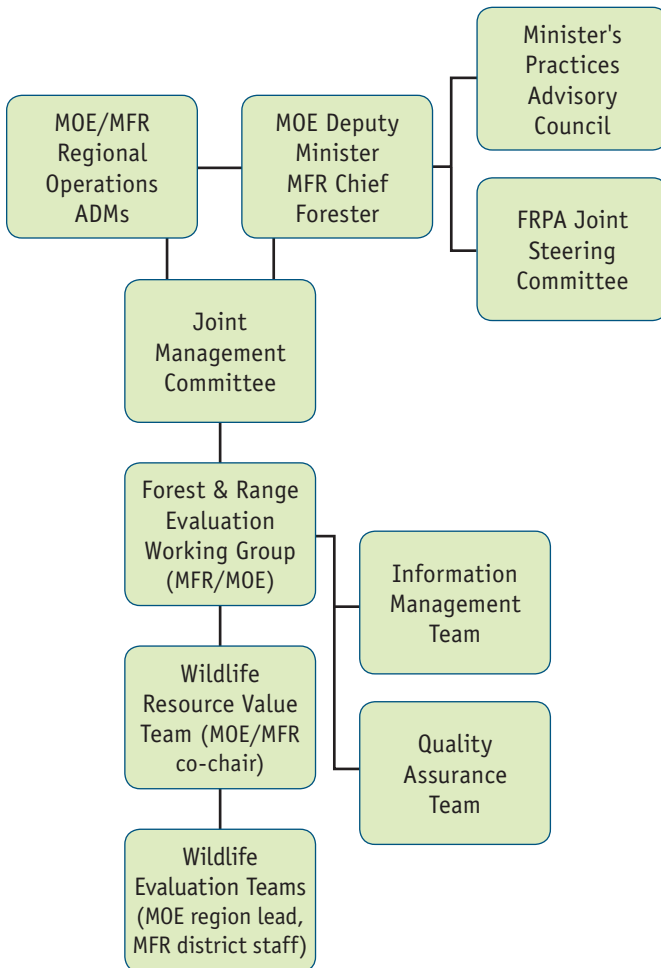 MOE/MFR
Regional
Operations
ADMs
MOE Deputy
Minister
MFR Chief
Forester
Minister's
Practices
Advisory
Council
FRPA Joint
Steering
Committee
Joint
Management
Committee
Forest & Range
Evaluation
Working Group
(MFR/MOE)
Information
Management
Team
Wildlife
Resource Value
Team (MOE/MFR
co-chair)
Quality
Assurance
Team
Wildlife
Evaluation Teams
(MOE region lead,
MFR district staff)